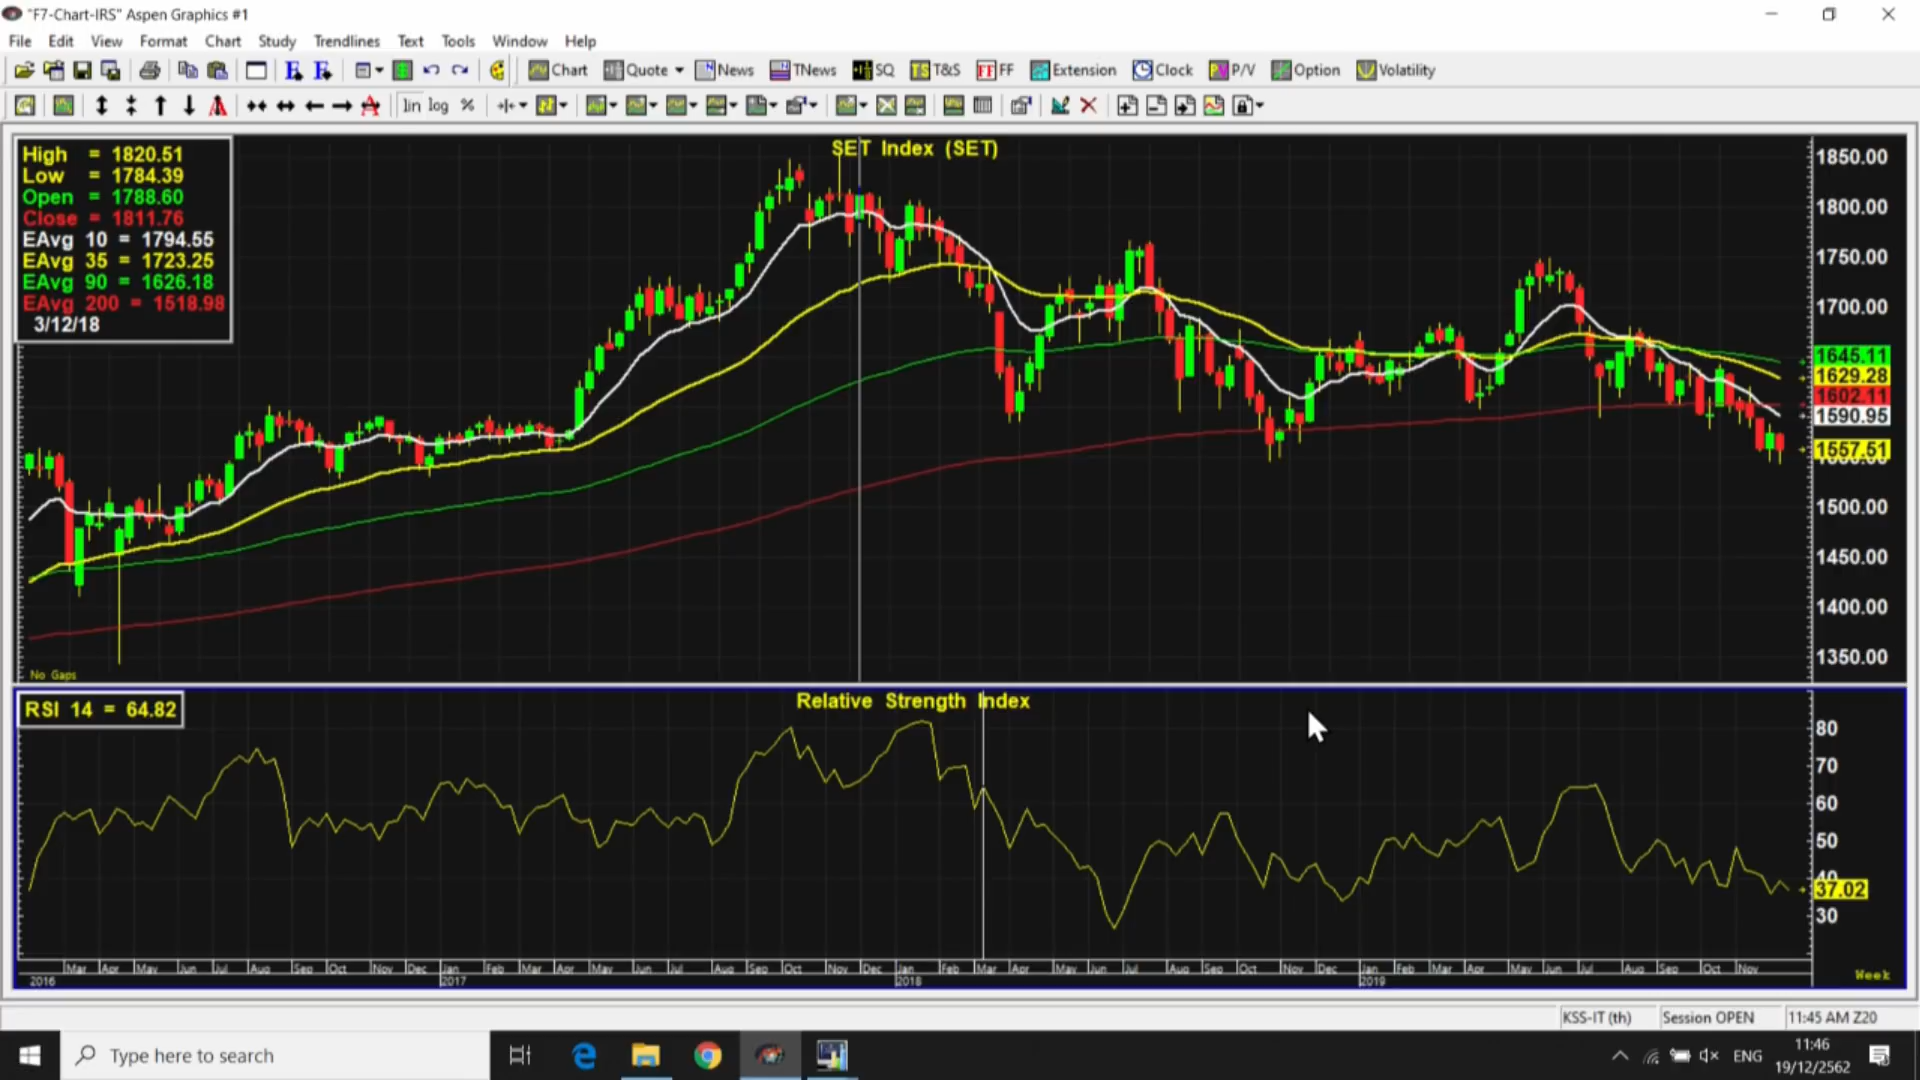 "F7-Chart-IRS" Aspen Graphics #1
File Edit View Format Chart Study Trendlines Text Tools Window Help
Chart Quote News TNews SQ TS T&S FF FF Extension Clock P/V Option Volatility
lin log %
SET Index (SET)
High = 1820.51
Low = 1784.39
Open = 1788.60
Close = 1811.76
EAvg 10 = 1794.55
EAvg 35 = 1723.25
EAvg 90 = 1626.18
EAvg 200 = 1518.98
3/12/18
1850.00
1800.00
1750.00
1700.00
1645.11
1629.28
1602.11
1590.95
1557.51
1500.00
1450.00
1400.00
1350.00
No Gaps
RSI 14 = 64.82
Relative Strength Index
80
70
60
50
40
37.02
30
Mar Apr May Jun Jul Aug Sep Oct Nov Dec Jan Feb Mar Apr May Jun Jul Aug Sep Oct Nov Dec Jan Feb Mar Apr May Jun Jul Aug Sep Oct Nov Dec Jan Feb Mar Apr May Jun Jul Aug Sep Oct Nov
2016 2017 2018 2019
Week
KSS-IT (th) Session OPEN 11:45 AM Z20
Type here to search
ENG
11:46
19/12/2562